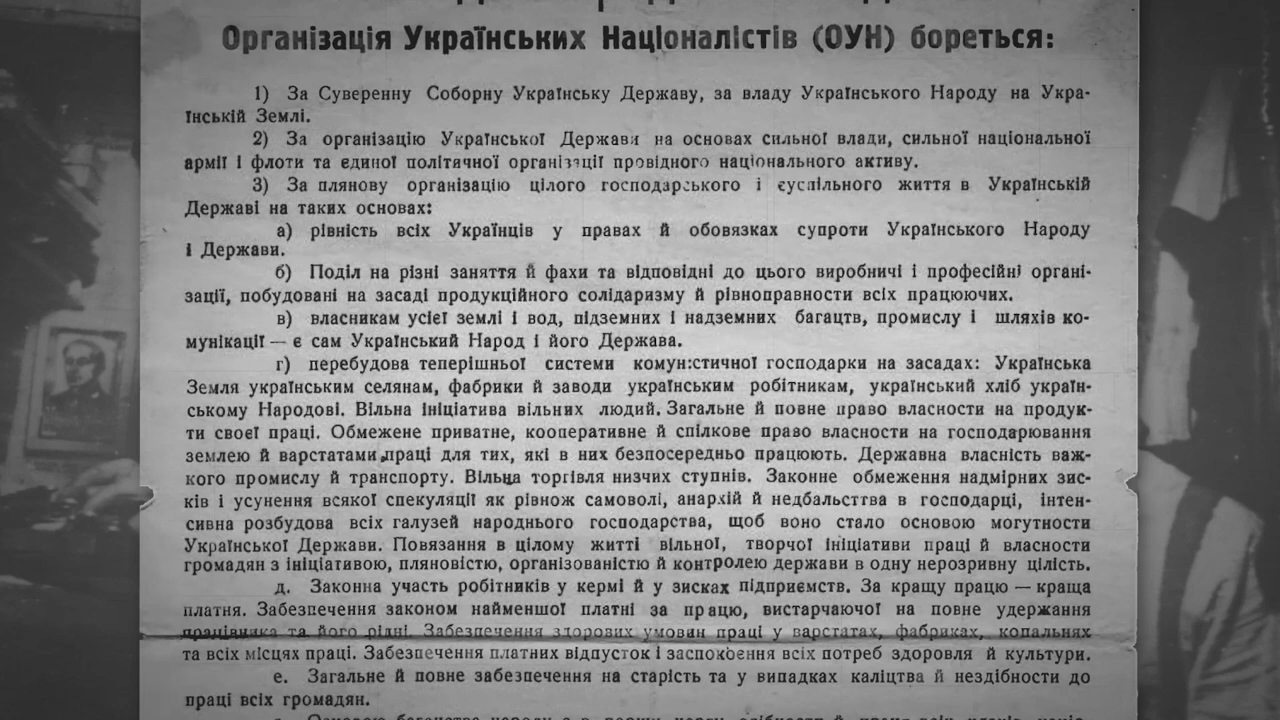 Організація Українських Націоналістів (ОУН) бореться:
1) За Суверенну Соборну Українську Державу, за владу Українського Народу на Укра-
їнській Землі.
2) За організацію Української Держави на основах сильної влади, сильної національної
армії і флоти та єдиної політичної організації провідного національного активу.
3) За плянову організацію цілого господарського і суспільного життя в Українській
Державі на таких основах:
а) рівність всіх Українців у правах й обовязках супроти Українського Народу
і Держави.
б) Поділ на різні заняття й фахи та відповідні до цього виробничі і професійні органі-
зації, побудовані на засаді продукційного солідаризму й рівноправности всіх працюючих.
в) власникам усієї землі і вод, підземних і надземних багацтв, промислу і шляхів ко-
мунікації — є сам Український Народ і його Держава.
г) перебудова теперішньої системи комуністичної господарки на засадах: Українська
Земля українським селянам, фабрики й заводи українським робітникам, український хліб україн-
ському Народові. Вільна ініціатива вільних людий. Загальне й повне право власности на продук-
ти своєї праці. Обмежене приватне, кооперативне й спілкове право власности на господарювання
землею й варстатами праці для тих, які в них безпосередньо працюють. Державна власність важ-
кого промислу й транспорту. Вільна торгівля низчих ступнів. Законне обмеження надмірних зис-
ків і усунення всякої спекуляції як рівнож самоволі, анархій й недбальства в господарці, інтен-
сивна розбудова всіх галузей народнього господарства, щоб воно стало основою могутности
Української Держави. Повязання в цілому житті вільної, творчої ініціативи праці й власности
громадян з ініціативою, пляновістю, організованістю й контролею держави в одну нерозривну цілість.
д. Законна участь робітників у кермі й у зисках підприємств. За кращу працю — краща
платня. Забезпечення законом найменшої платні за працю, вистарчаючої на повне удержання
працівника та його рідні. Забезпечення здорових умовин праці у варстатах, фабриках, копальнях
та всіх місцях праці. Забезпечення платних відпусток і заспокоєння всіх потреб здоровля й культури.
е. Загальне й повне забезпечення на старість та у випадках каліцтва й нездібности до
праці всіх громадян.